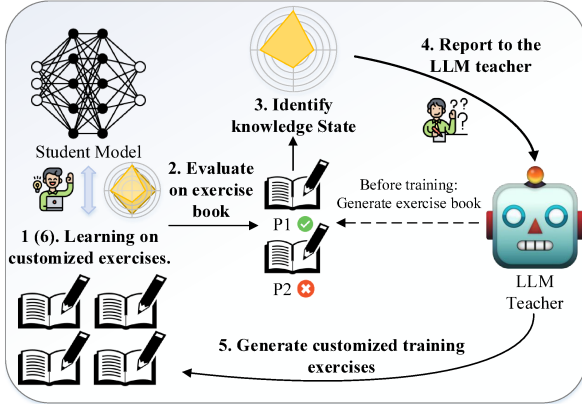 4. Report to the
LLM teacher
? ?
?
3. Identify
knowledge State
Student Model
2. Evaluate
on exercise
book
Before training:
Generate exercise book
P1
1 (6). Learning on
customized exercises.
P2
LLM
Teacher
5. Generate customized training
exercises